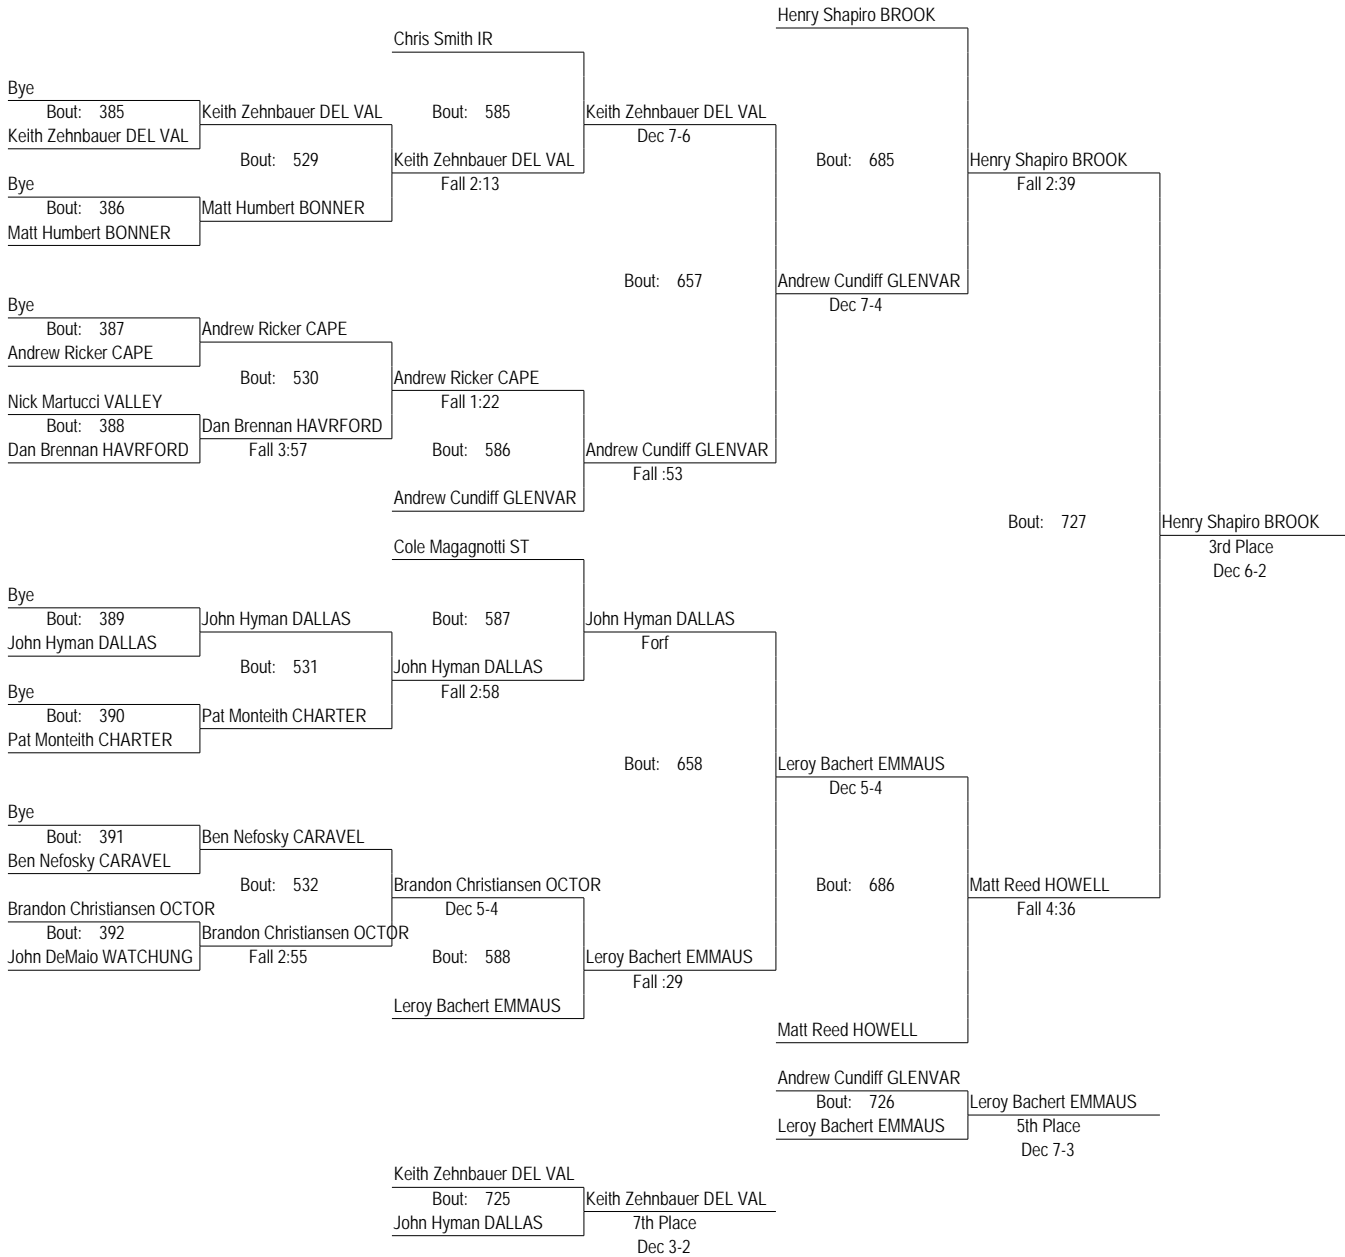 Henry Shapiro BROOK
Chris Smith IR
Bye
Bout: 385
Keith Zehnbauer DEL VAL
Keith Zehnbauer DEL VAL
Bout: 585
Keith Zehnbauer DEL VAL
Dec 7-6
Bout: 529
Keith Zehnbauer DEL VAL
Fall 2:13
Bout: 685
Henry Shapiro BROOK
Fall 2:39
Bye
Bout: 386
Matt Humbert BONNER
Matt Humbert BONNER
Bout: 657
Andrew Cundiff GLENVAR
Dec 7-4
Bye
Bout: 387
Andrew Ricker CAPE
Andrew Ricker CAPE
Bout: 530
Andrew Ricker CAPE
Fall 1:22
Nick Martucci VALLEY
Bout: 388
Dan Brennan HAVRFORD
Dan Brennan HAVRFORD
Fall 3:57
Bout: 586
Andrew Cundiff GLENVAR
Fall :53
Andrew Cundiff GLENVAR
Bout: 727
Henry Shapiro BROOK
3rd Place
Dec 6-2
Cole Magagnotti ST
Bye
Bout: 389
John Hyman DALLAS
John Hyman DALLAS
Bout: 587
John Hyman DALLAS
Forf
Bout: 531
John Hyman DALLAS
Fall 2:58
Bye
Bout: 390
Pat Monteith CHARTER
Pat Monteith CHARTER
Bout: 658
Leroy Bachert EMMAUS
Dec 5-4
Bye
Bout: 391
Ben Nefosky CARAVEL
Ben Nefosky CARAVEL
Bout: 532
Brandon Christiansen OCTOR
Dec 5-4
Bout: 686
Matt Reed HOWELL
Fall 4:36
Brandon Christiansen OCTOR
Bout: 392
John DeMaio WATCHUNG
Brandon Christiansen OCTOR
Fall 2:55
Bout: 588
Leroy Bachert EMMAUS
Fall :29
Leroy Bachert EMMAUS
Matt Reed HOWELL
Andrew Cundiff GLENVAR
Bout: 726
Leroy Bachert EMMAUS
Leroy Bachert EMMAUS
5th Place
Dec 7-3
Keith Zehnbauer DEL VAL
Bout: 725
John Hyman DALLAS
Keith Zehnbauer DEL VAL
7th Place
Dec 3-2